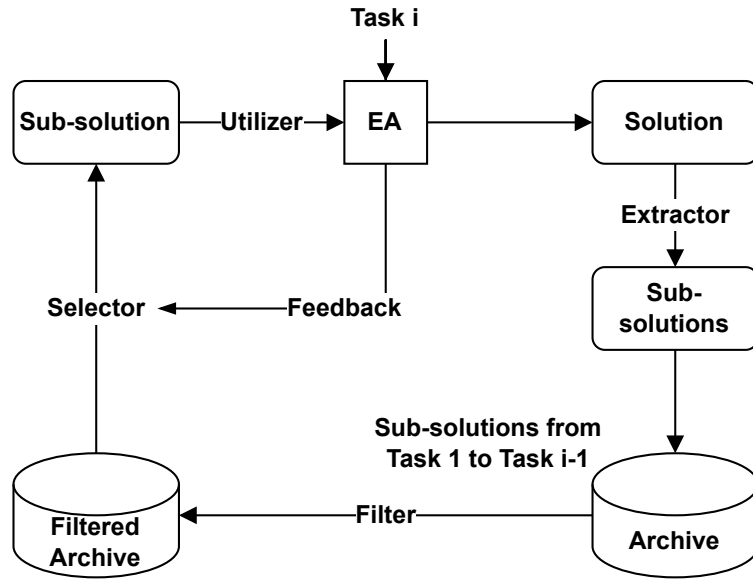 Task i
Sub-solution
Utilizer
EA
Solution
Extractor
Sub-
solutions
Selector
Feedback
Sub-solutions from
Task 1 to Task i-1
Filtered
Archive
Filter
Archive